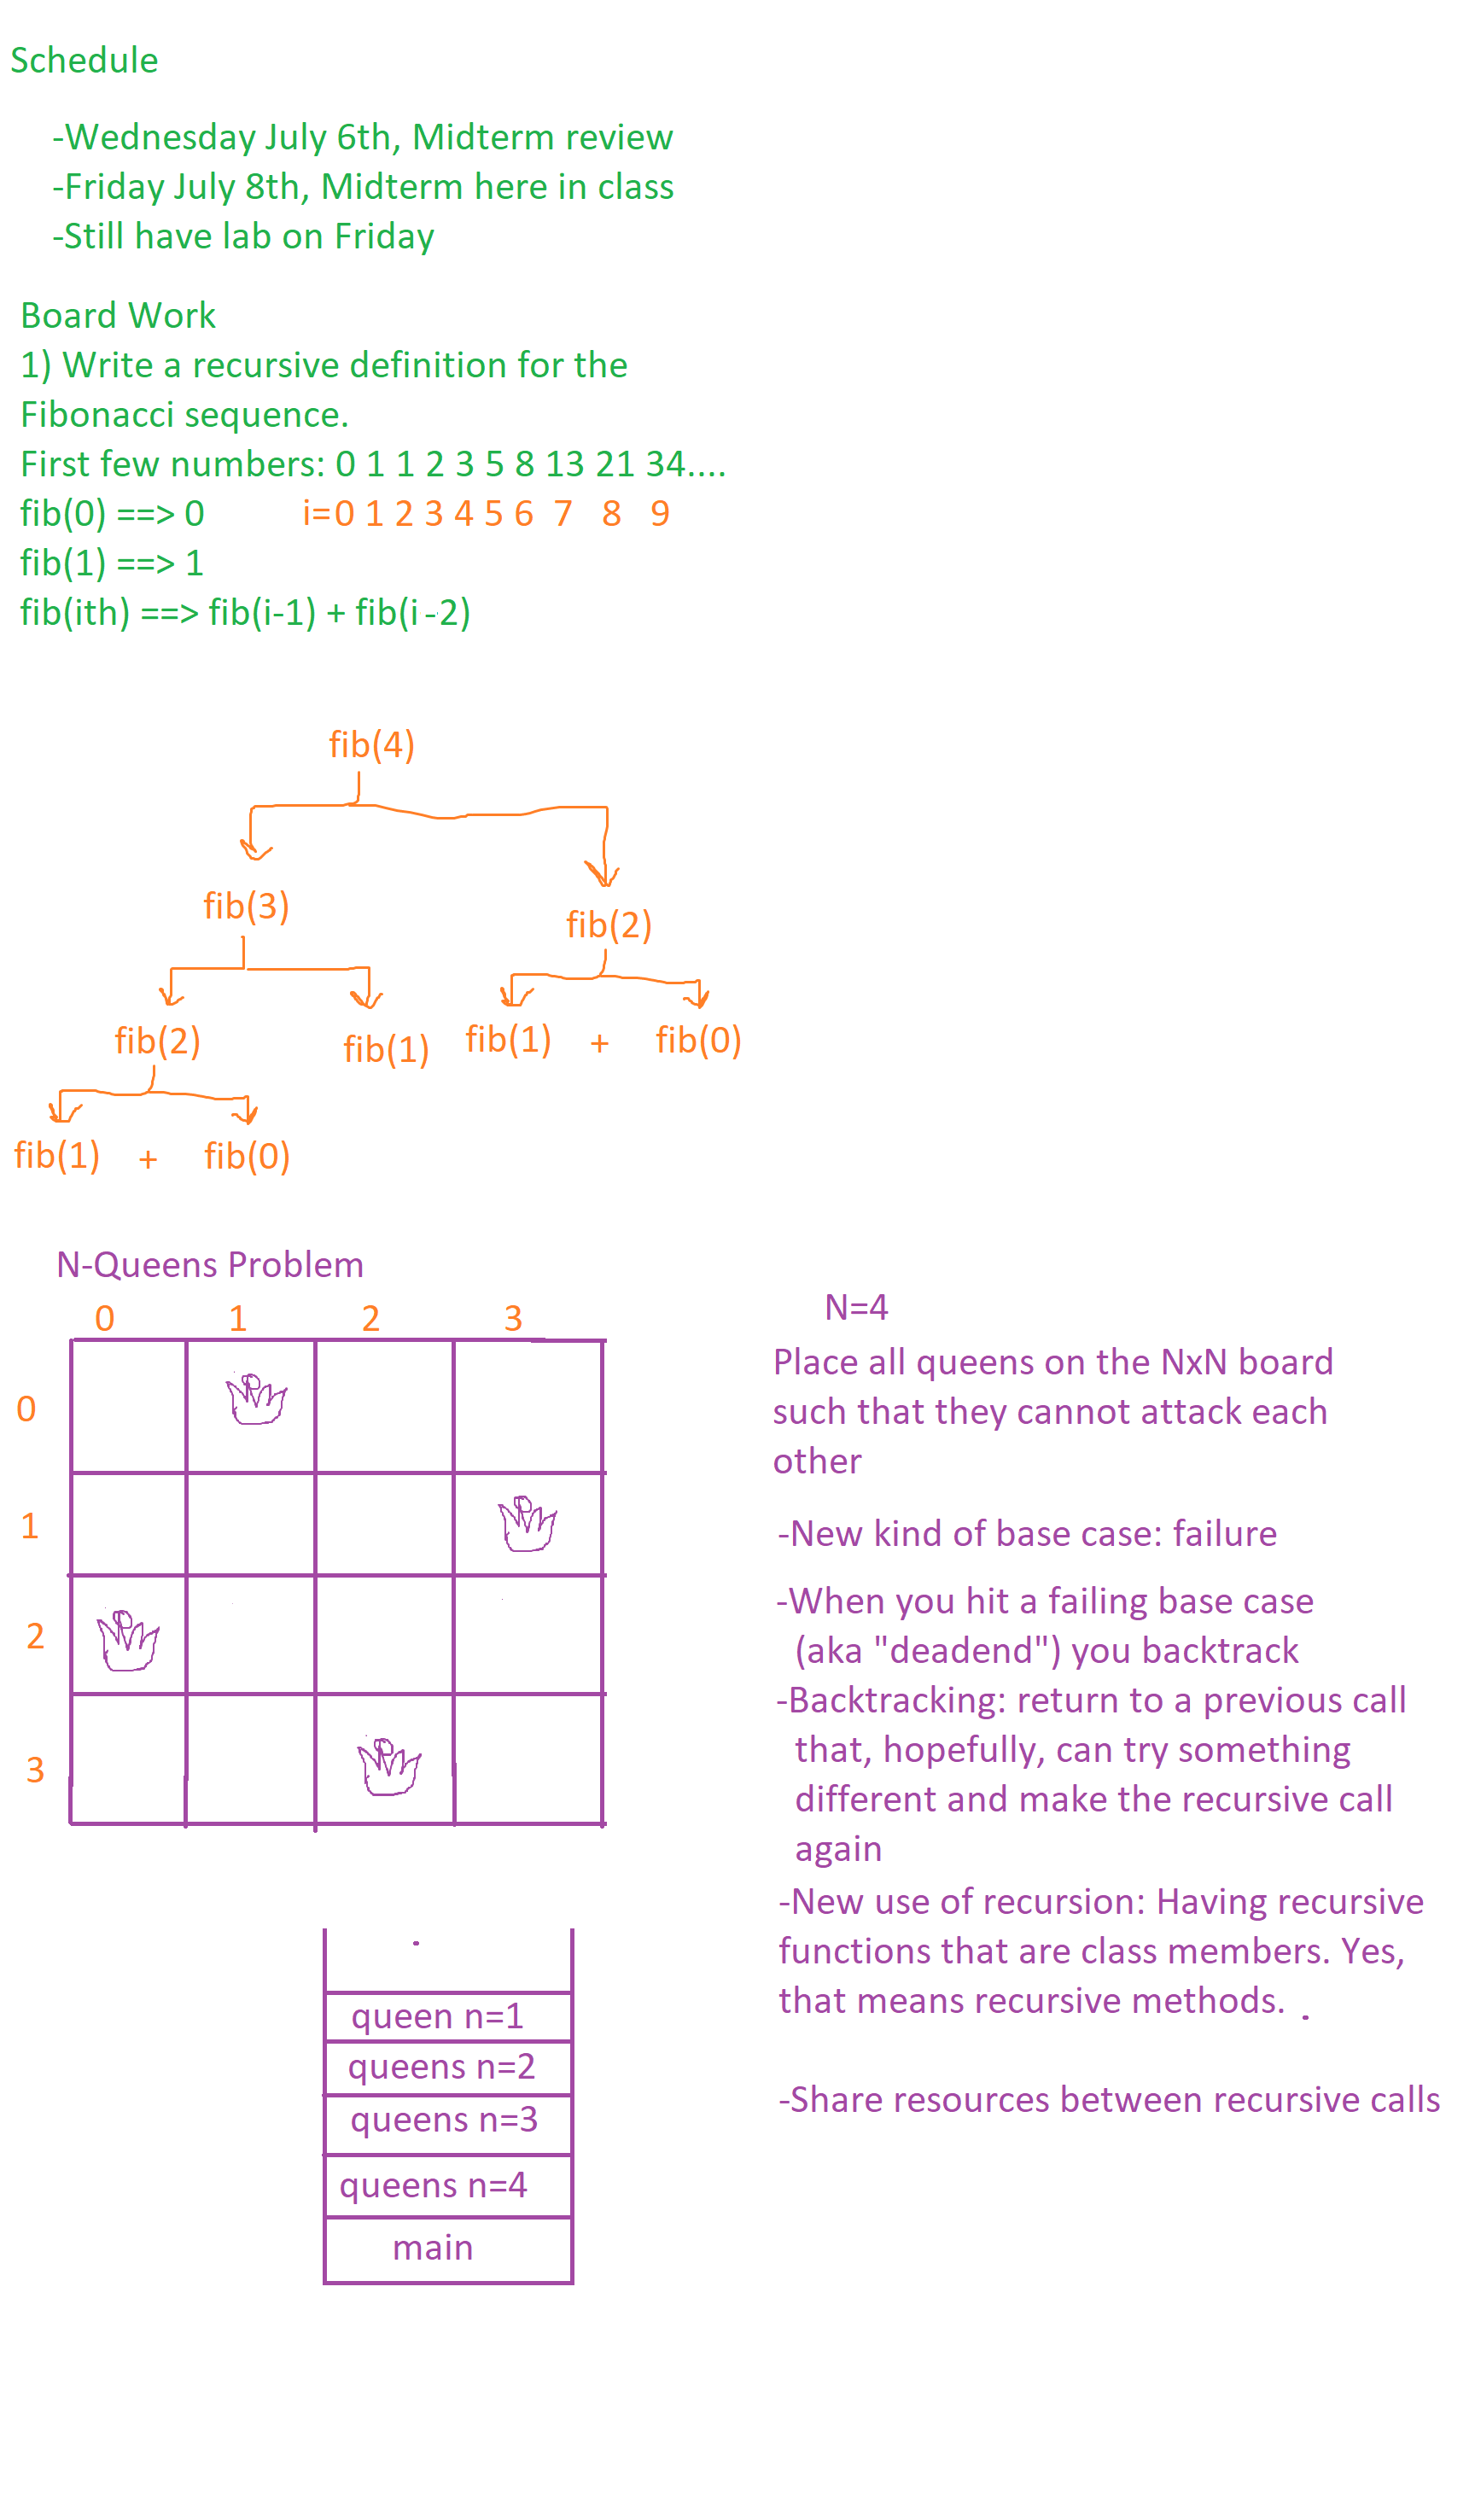 Schedule
-Wednesday July 6th, Midterm review
-Friday July 8th, Midterm here in class
-Still have lab on Friday
Board Work
1) Write a recursive definition for the
Fibonacci sequence.
First few numbers: 0 1 1 2 3 5 8 13 21 34....
fib(0) ==> 0 i=0 1 2 3 4 5 6 7 8 9
fib(1) ==> 1
fib(ith) ==> fib(i-1) + fib(i-2)
fib(4)
fib(3) fib(2)
fib(2) fib(1) fib(1) + fib(0)
fib(1) + fib(0)
N-Queens Problem
0 1 2 3
0
1
2
3
N=4
Place all queens on the NxN board
such that they cannot attack each
other
-New kind of base case: failure
-When you hit a failing base case
(aka "deadend") you backtrack
-Backtracking: return to a previous call
that, hopefully, can try something
different and make the recursive call
again
-New use of recursion: Having recursive
functions that are class members. Yes,
that means recursive methods.
-Share resources between recursive calls
queen n=1
queens n=2
queens n=3
queens n=4
main